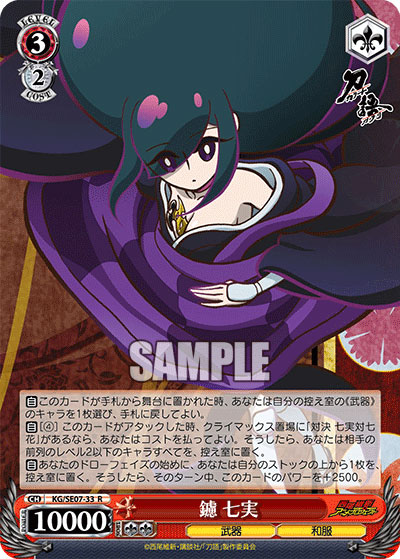 LEVEL
3
2
COST
刀語
SAMPLE
自このカードが手札から舞台に置かれた時、あなたは自分の控え室の《武器》
のキャラを1枚選び、手札に戻してよい。
自[④] このカードがアタックした時、クライマックス置場に「対決 七実対七
花」があるなら、あなたはコストを払ってよい。そうしたら、あなたは相手の
前列のレベル2以下のキャラすべてを、控え室に置く。
自あなたのドローフェイズの始めに、あなたは自分のストックの上から1枚を、
控え室に置く。そうしたら、そのターン中、このカードのパワーを+2500。
CH KG/SE07-33 R
10000
鑢 七実
武器
和服
©西尾維新・講談社/「刀語」製作委員会